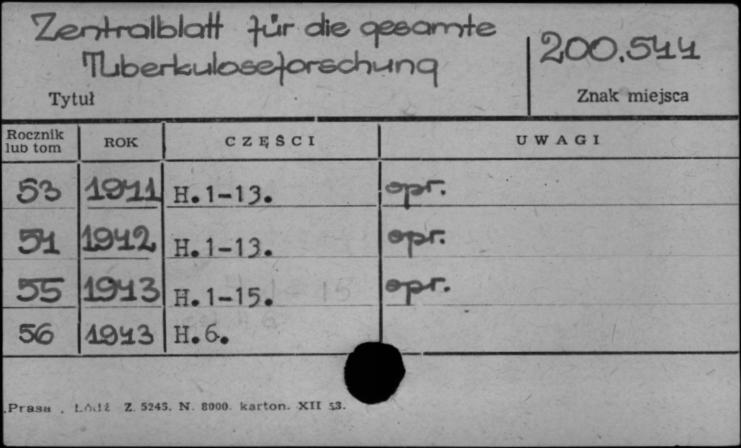 Zentralblatt für die gesamte
Tuberkuloseforschung
200.544
Tytuł
Znak miejsca
Rocznik lub tom ROK CZĘŚCI UWAGI
53 1941 H.1-13. opr.
54 1942 H.1-13. opr.
55 1943 H.1-15. opr.
56 1943 H.6.
Prasa, Łódź Z. 5245. N. 8000. karton. XII 53.